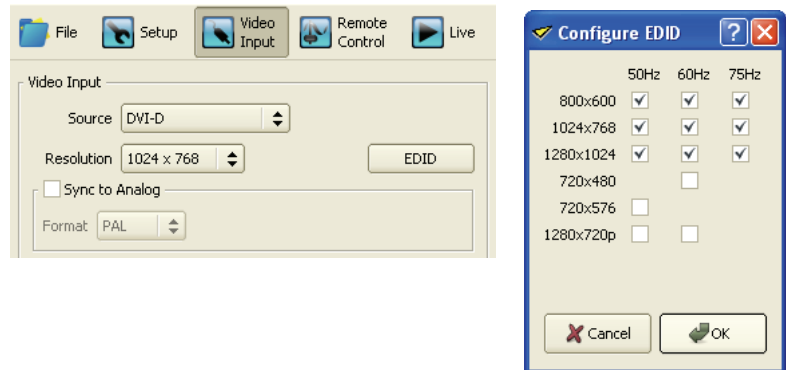 File Setup Video Input Remote Control Live
Video Input
Source DVI-D
Resolution 1024 x 768 EDID
Sync to Analog
Format PAL
Configure EDID ?
50Hz 60Hz 75Hz
800x600
1024x768
1280x1024
720x480
720x576
1280x720p
Cancel OK